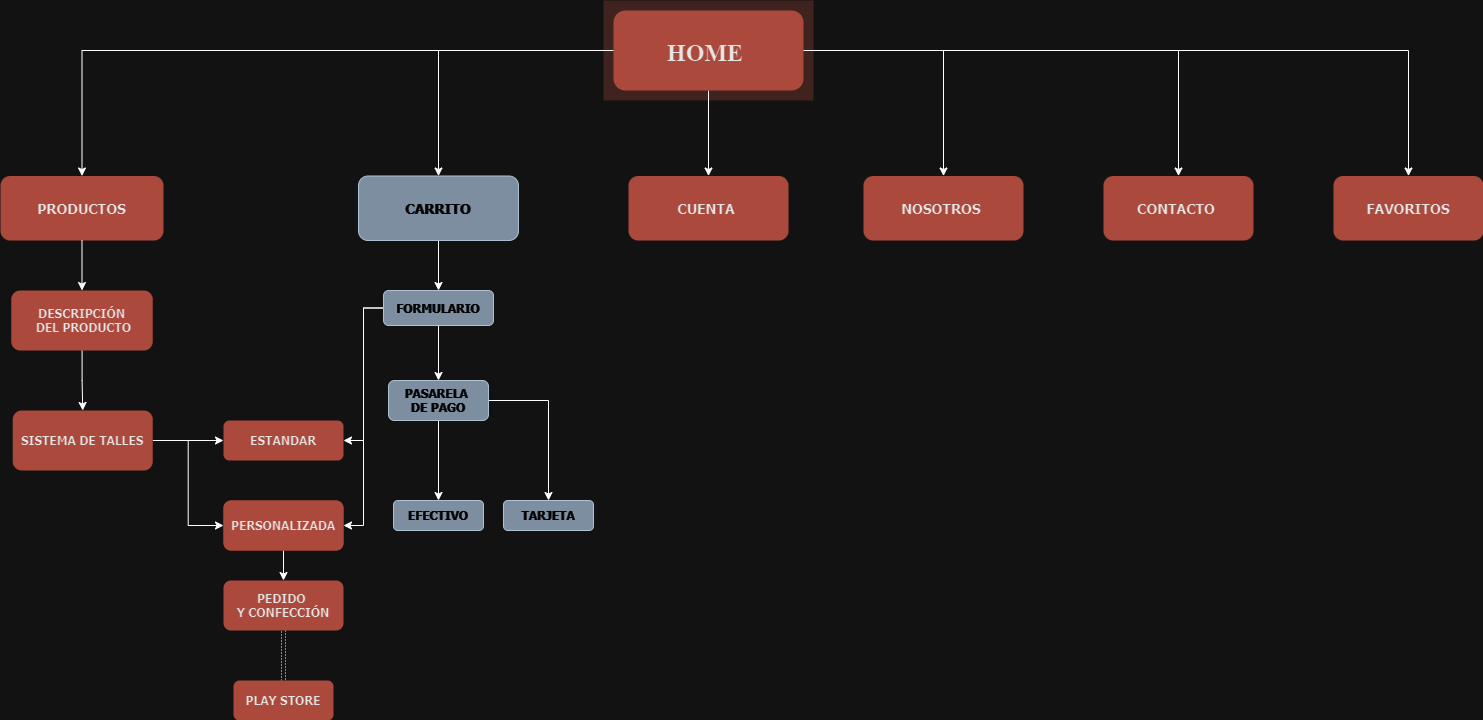 HOME
PRODUCTOS
CARRITO
CUENTA
NOSOTROS
CONTACTO
FAVORITOS
DESCRIPCIÓN
DEL PRODUCTO
FORMULARIO
PASARELA
DE PAGO
SISTEMA DE TALLES
ESTANDAR
EFECTIVO
TARJETA
PERSONALIZADA
PEDIDO
Y CONFECCIÓN
PLAY STORE